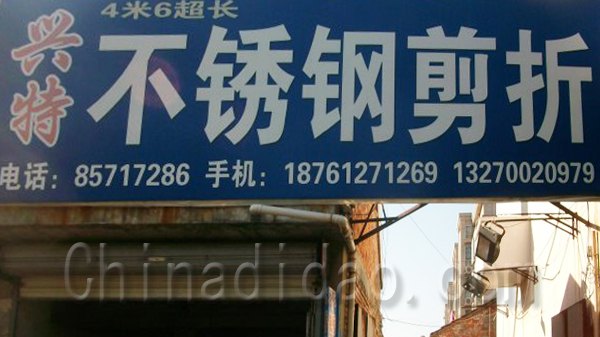 4米6超长
兴特 不锈钢剪折
电话：85717286 手机：18761271269 13270020979
Chinadidao.com